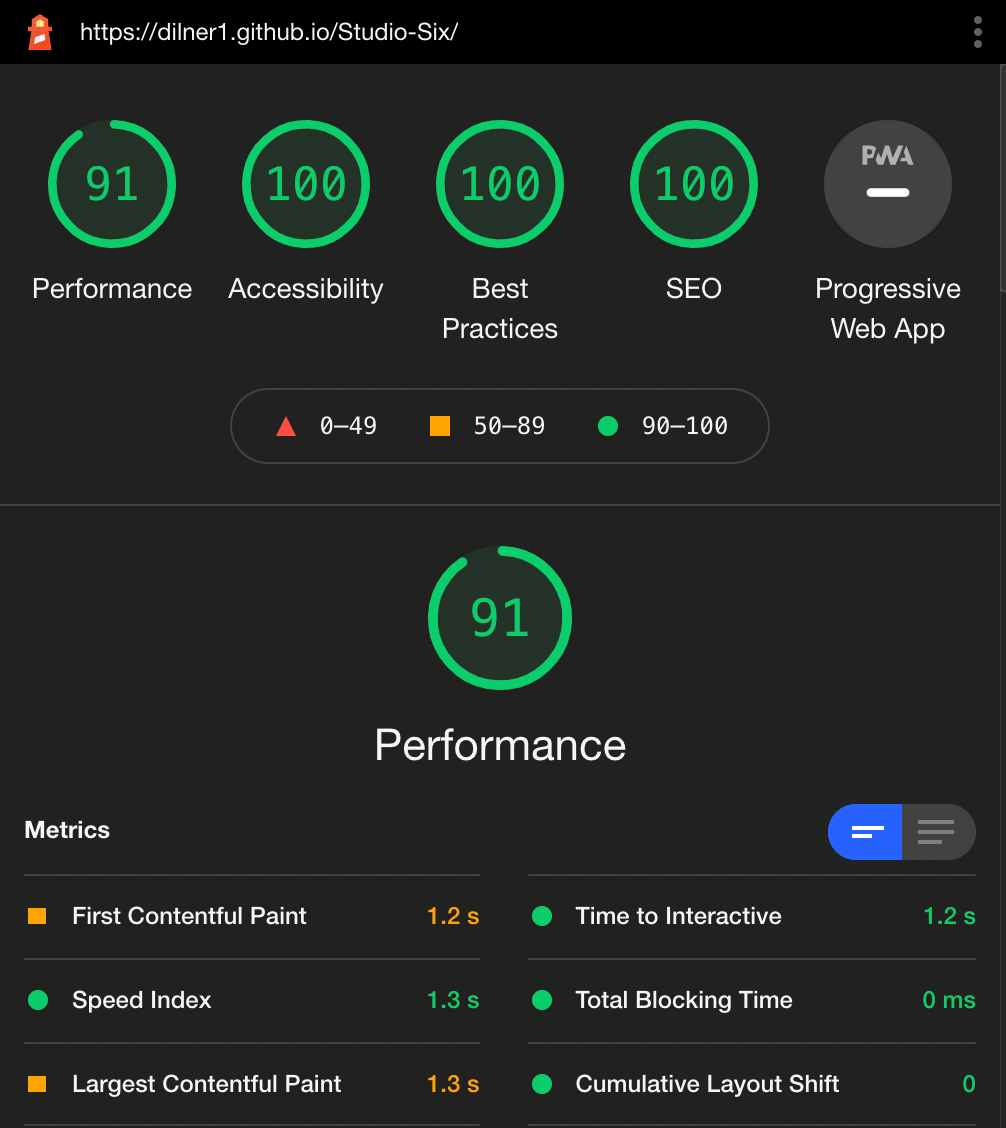 https://dilner1.github.io/Studio-Six/
91
100
100
100
PWA
Performance
Accessibility
Best
Practices
SEO
Progressive
Web App
0–49
50–89
90–100
91
Performance
Metrics
First Contentful Paint 1.2 s
Time to Interactive 1.2 s
Speed Index 1.3 s
Total Blocking Time 0 ms
Largest Contentful Paint 1.3 s
Cumulative Layout Shift 0